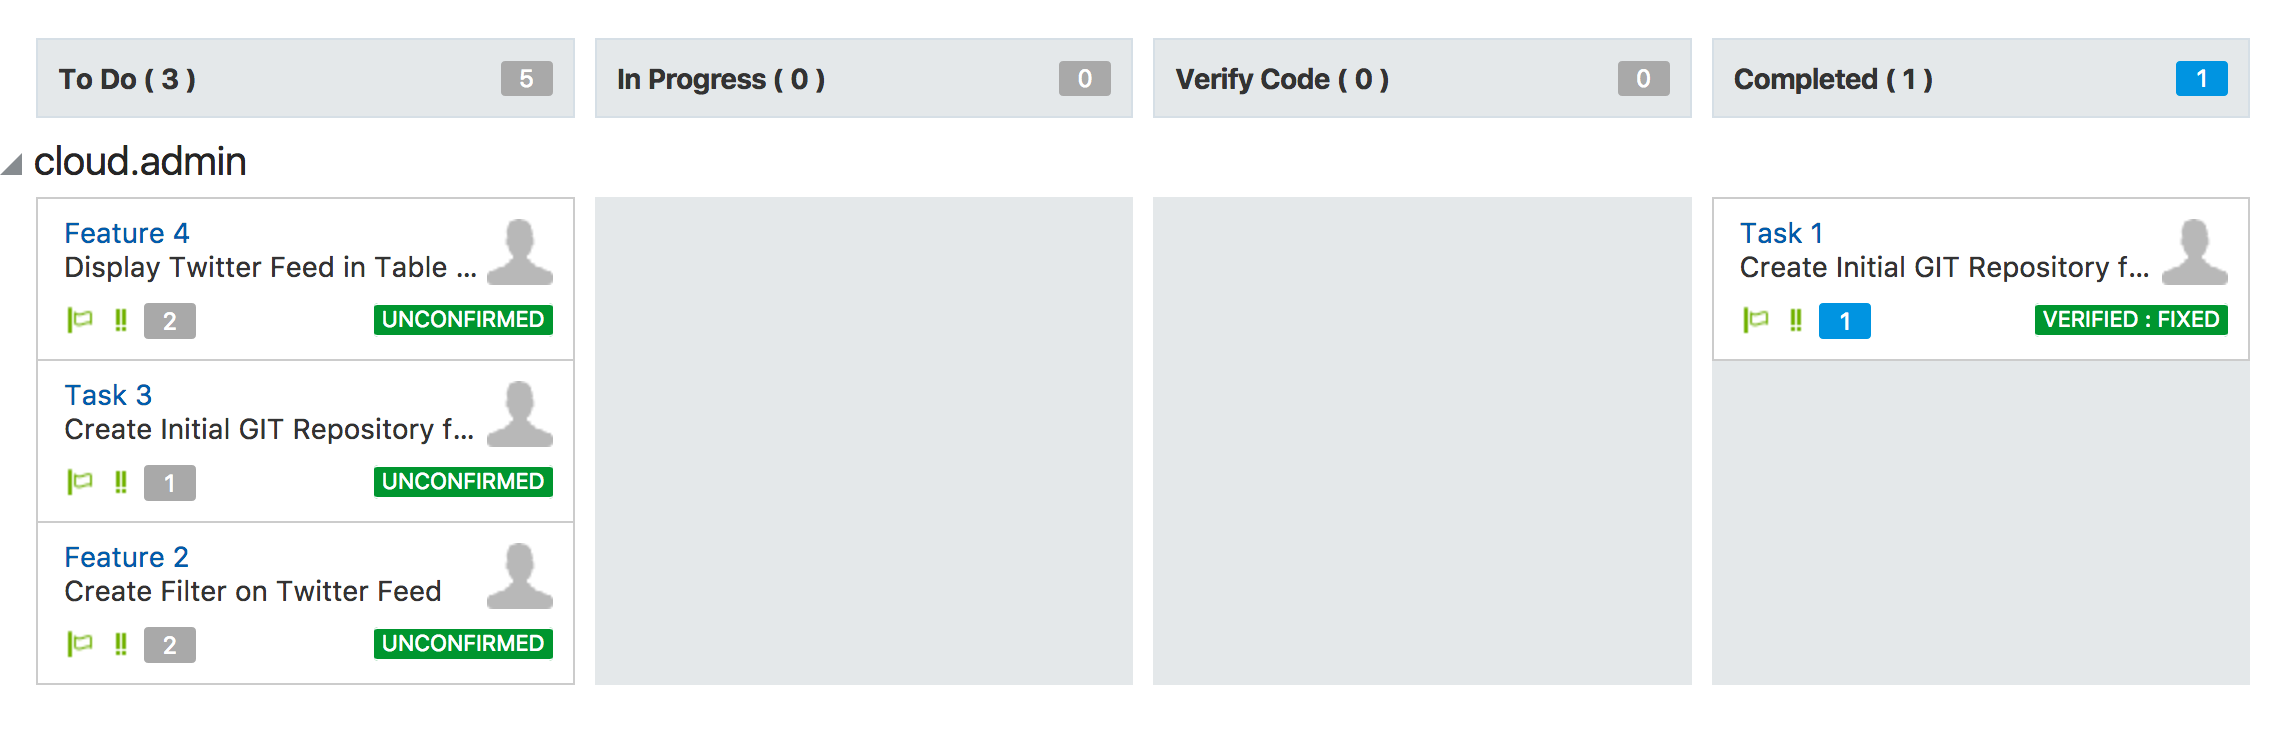 To Do ( 3 ) 5
In Progress ( 0 ) 0
Verify Code ( 0 ) 0
Completed ( 1 ) 1
cloud.admin
Feature 4
Display Twitter Feed in Table ...
2 UNCONFIRMED
Task 3
Create Initial GIT Repository f...
1 UNCONFIRMED
Feature 2
Create Filter on Twitter Feed
2 UNCONFIRMED
Task 1
Create Initial GIT Repository f...
1 VERIFIED : FIXED